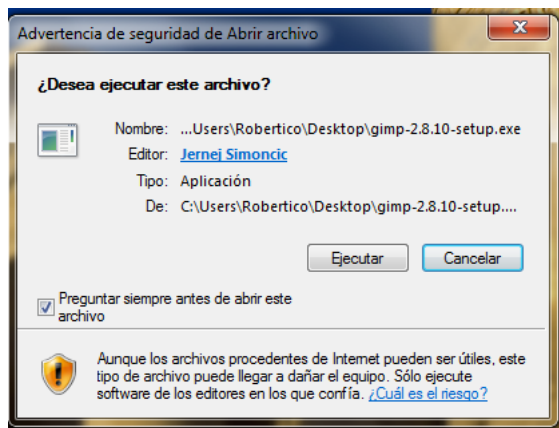 Advertencia de seguridad de Abrir archivo
¿Desea ejecutar este archivo?
Nombre: ...Users\Robertico\Desktop\gimp-2.8.10-setup.exe
Editor: Jernej Simoncic
Tipo: Aplicación
De: C:\Users\Robertico\Desktop\gimp-2.8.10-setup....
Ejecutar Cancelar
Preguntar siempre antes de abrir este
archivo
Aunque los archivos procedentes de Internet pueden ser útiles, este
tipo de archivo puede llegar a dañar el equipo. Sólo ejecute
software de los editores en los que confía. ¿Cuál es el riesgo?